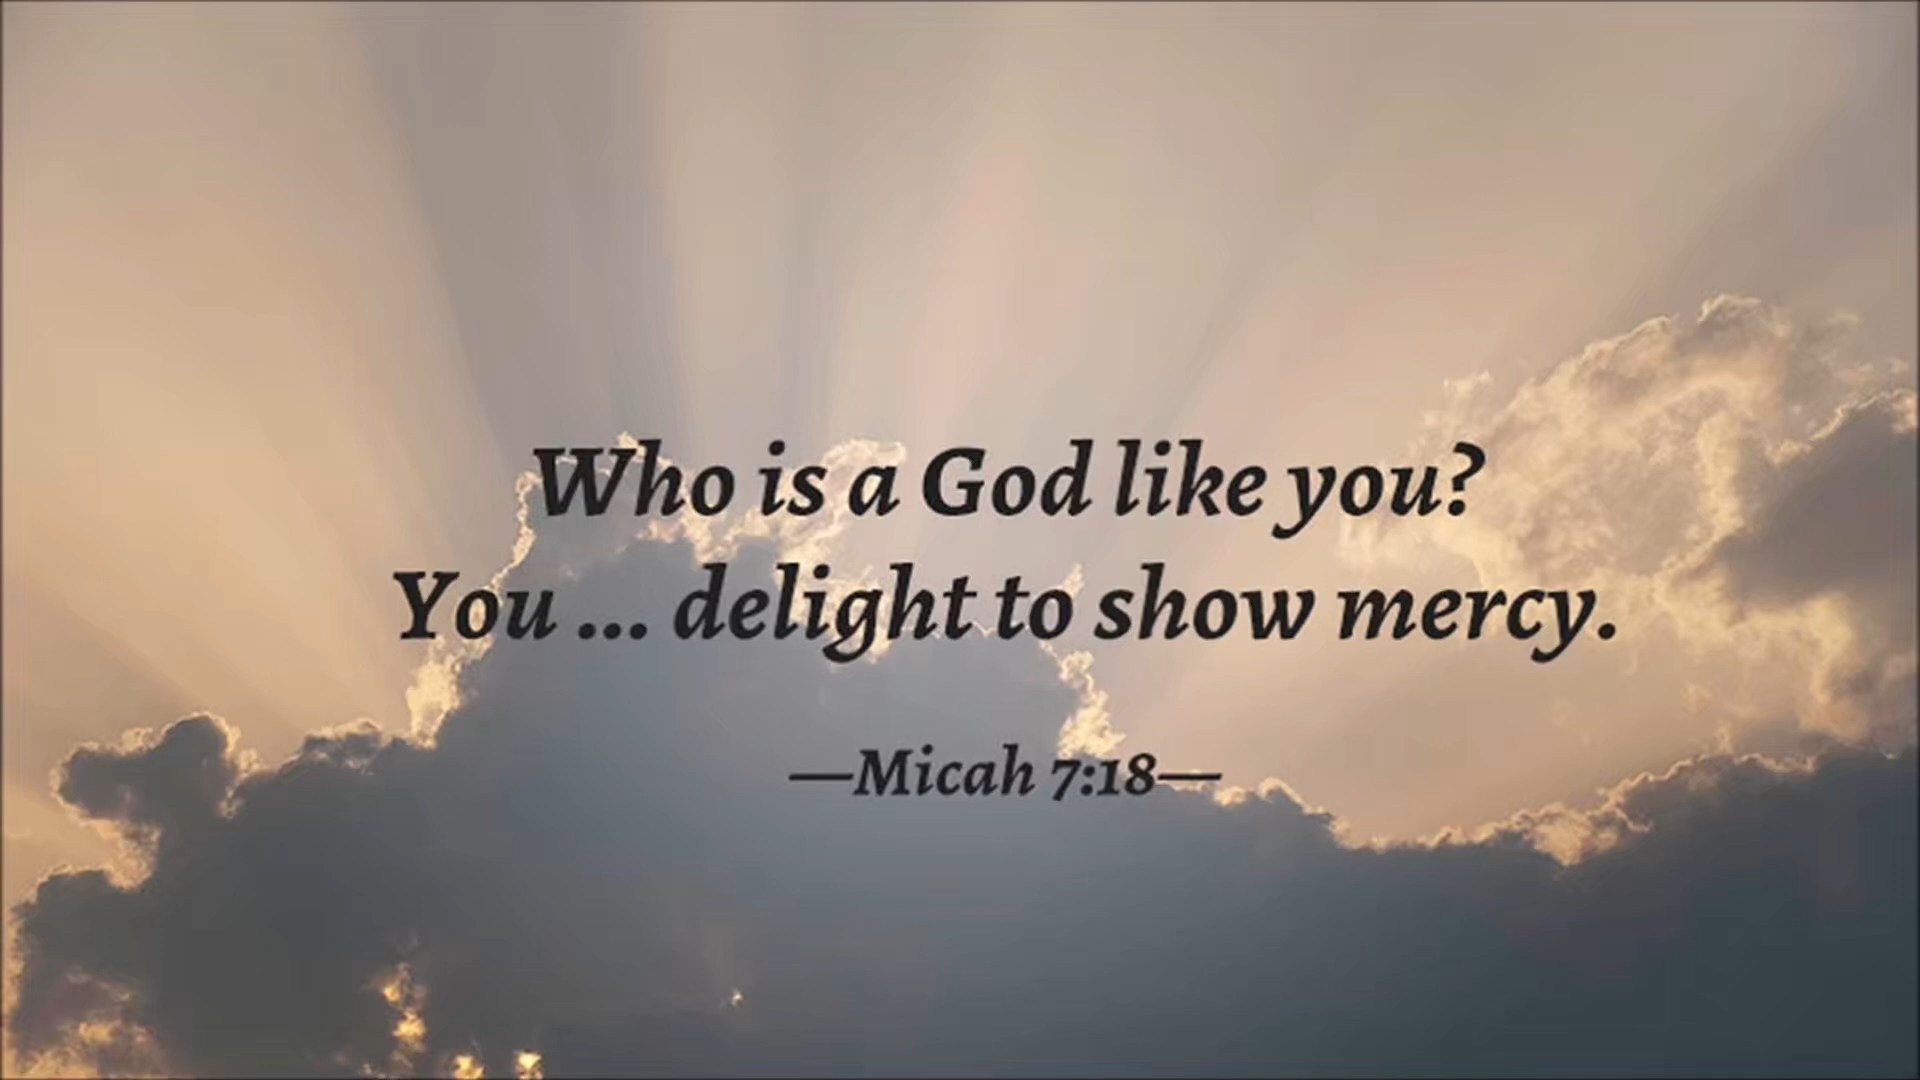 Who is a God like you?
You ... delight to show mercy.
—Micah 7:18—